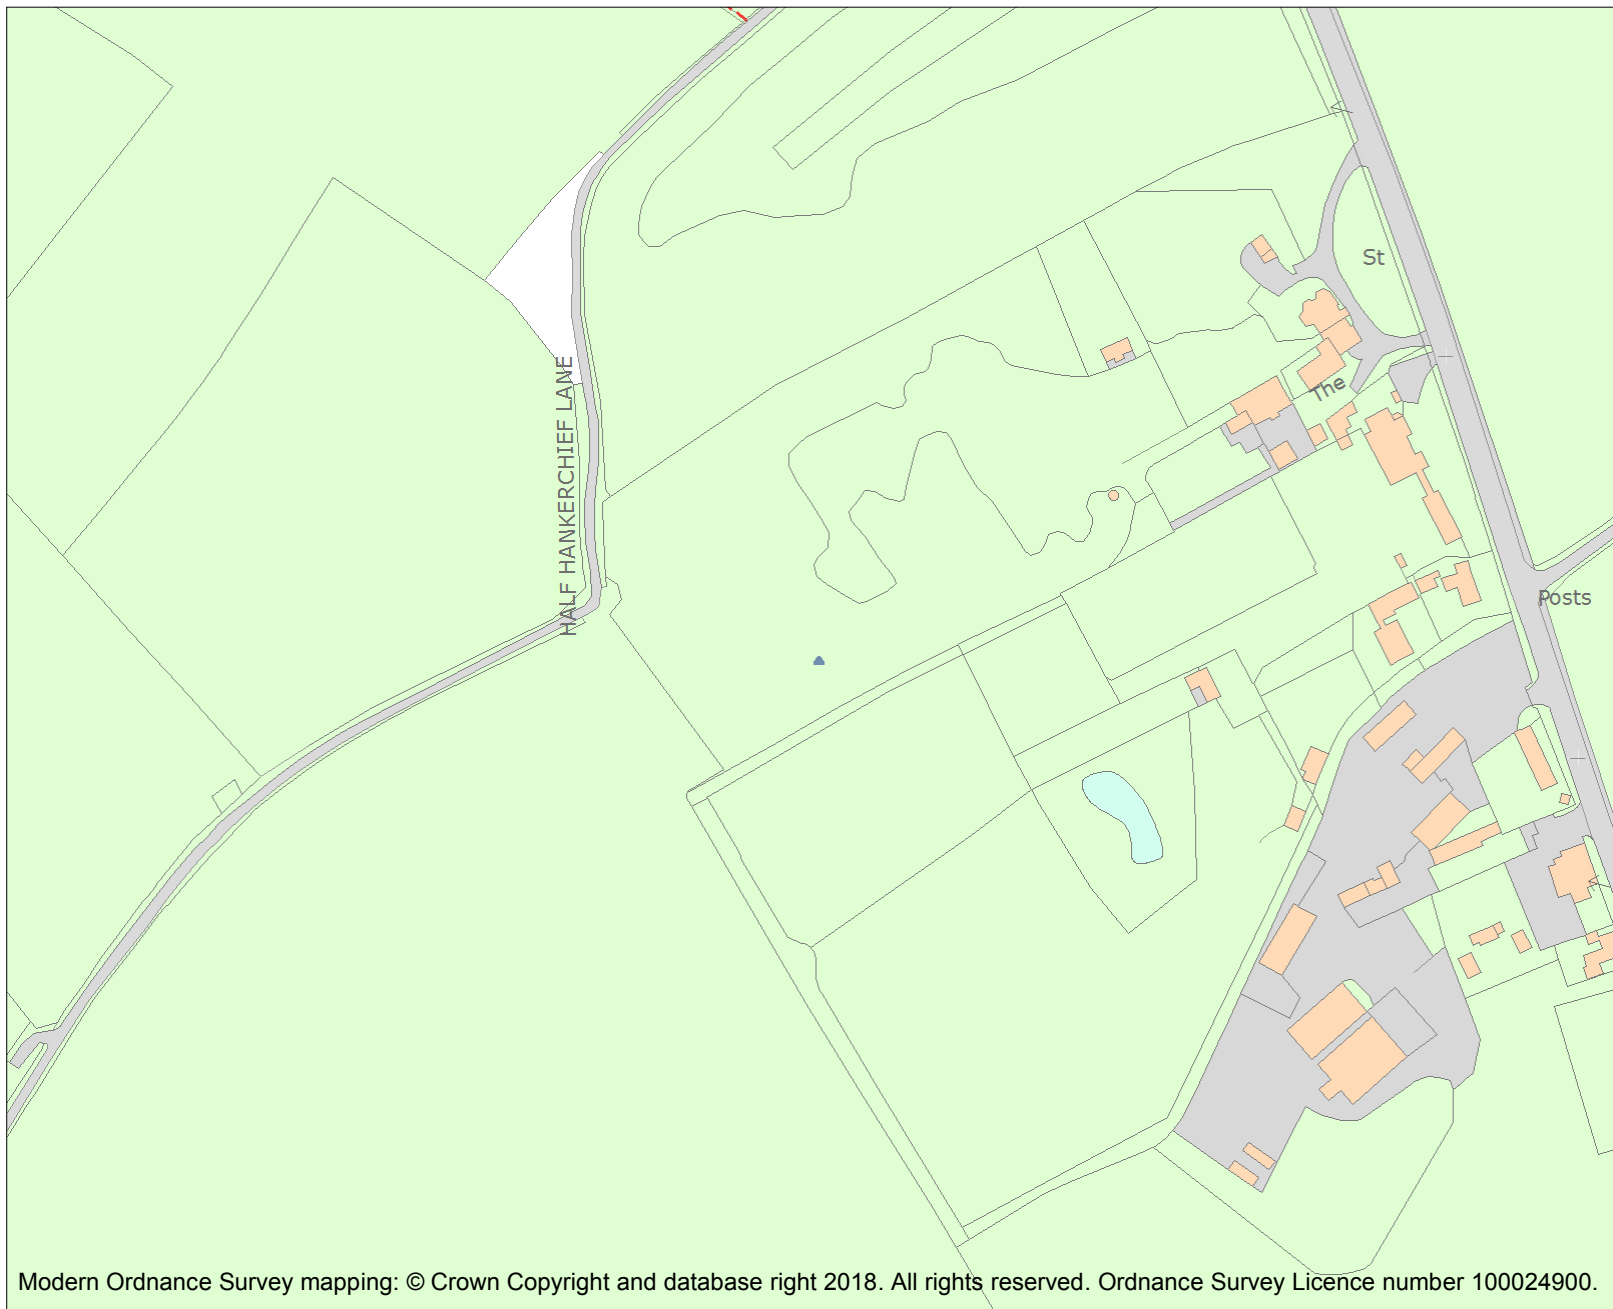 St
The
HALF HANKERCHIEF LANE
Posts
Modern Ordnance Survey mapping: © Crown Copyright and database right 2018. All rights reserved. Ordnance Survey Licence number 100024900.